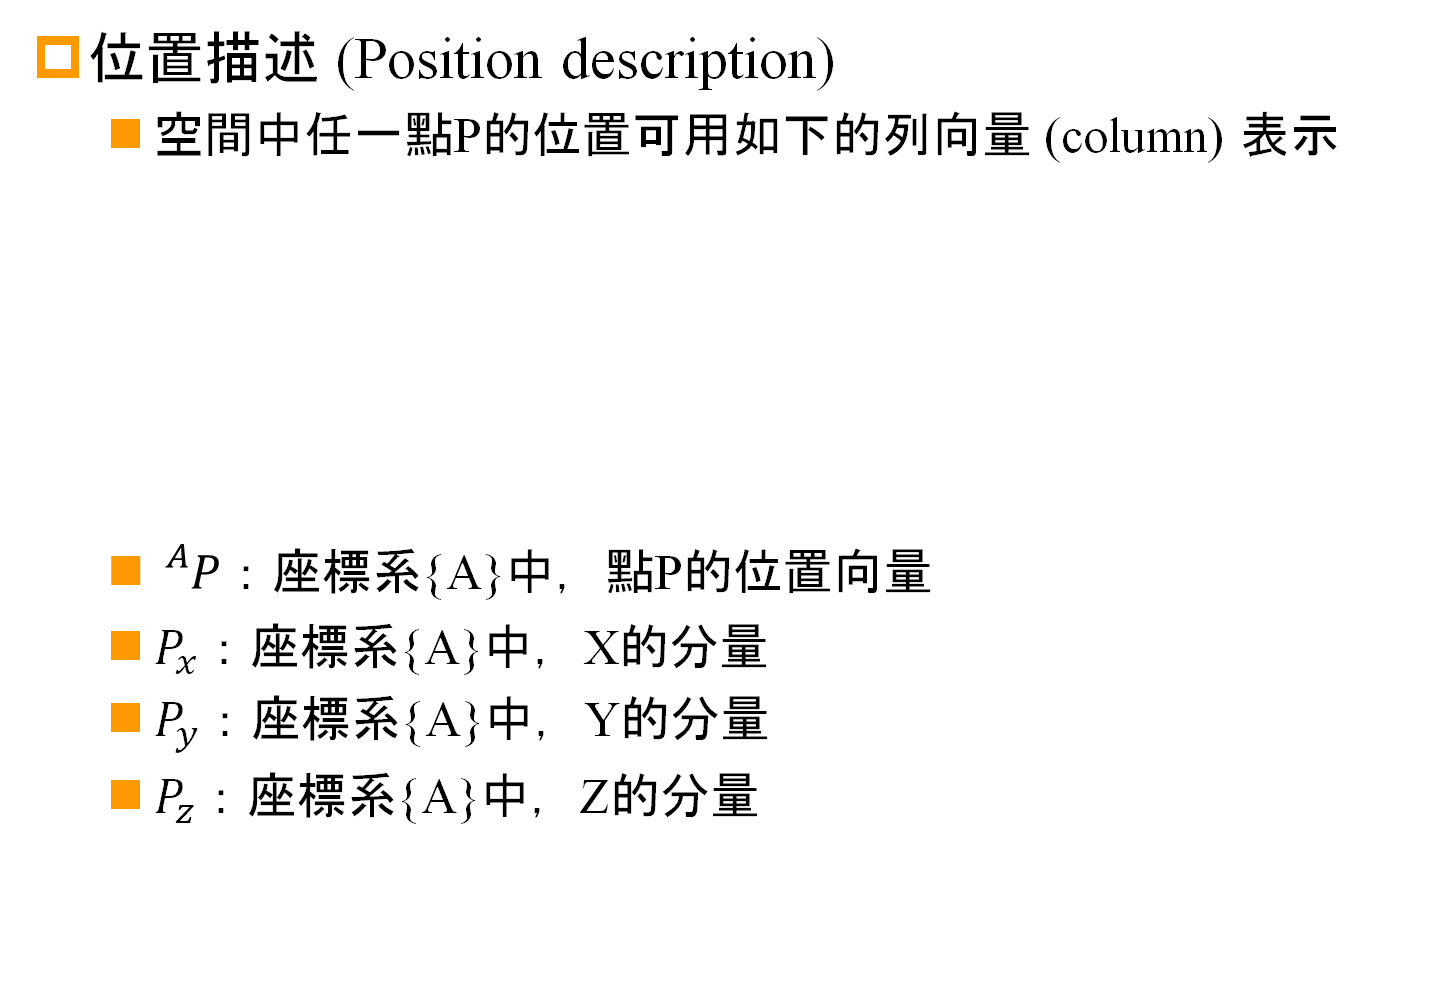 位置描述 (Position description)
空間中任一點P的位置可用如下的列向量 (column) 表示
ᴬP：座標系{A}中，點P的位置向量
Pₓ：座標系{A}中，X的分量
P_y：座標系{A}中，Y的分量
P_z：座標系{A}中，Z的分量